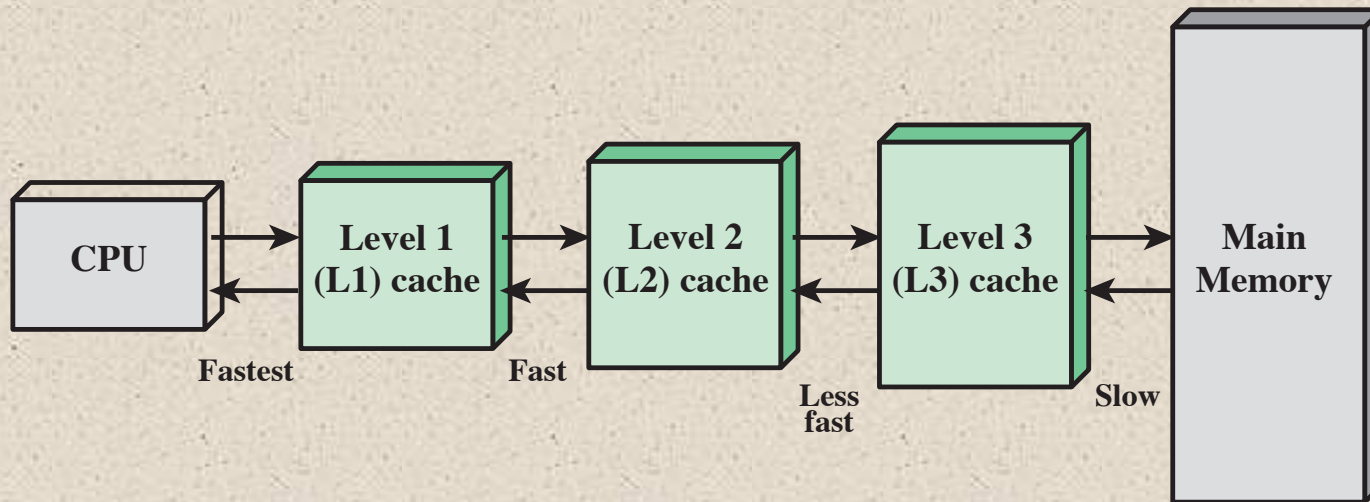 CPU
Level 1
(L1) cache
Level 2
(L2) cache
Level 3
(L3) cache
Main
Memory
Fastest
Fast
Less
fast
Slow